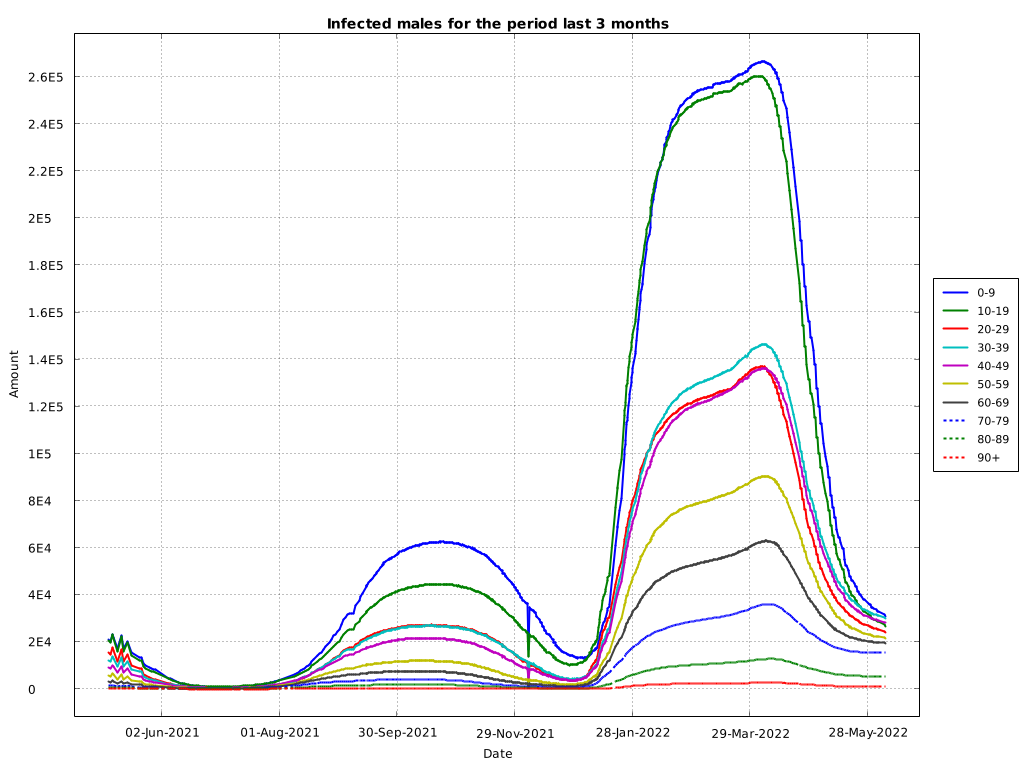 Infected males for the period last 3 months
Amount
2.6E5
2.4E5
2.2E5
2E5
1.8E5
1.6E5
1.4E5
1.2E5
1E5
8E4
6E4
4E4
2E4
0
02-Jun-2021
01-Aug-2021
30-Sep-2021
29-Nov-2021
28-Jan-2022
29-Mar-2022
28-May-2022
Date
0-9
10-19
20-29
30-39
40-49
50-59
60-69
70-79
80-89
90+